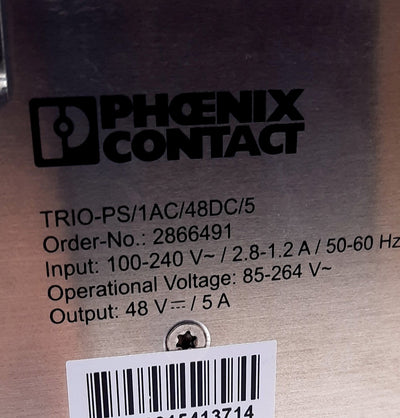 PHŒNIX
CONTACT
TRIO-PS/1AC/48DC/5
Order-No.: 2866491
Input: 100-240 V~ / 2.8-1.2 A / 50-60 Hz
Operational Voltage: 85-264 V~
Output: 48 V⎓ / 5 A